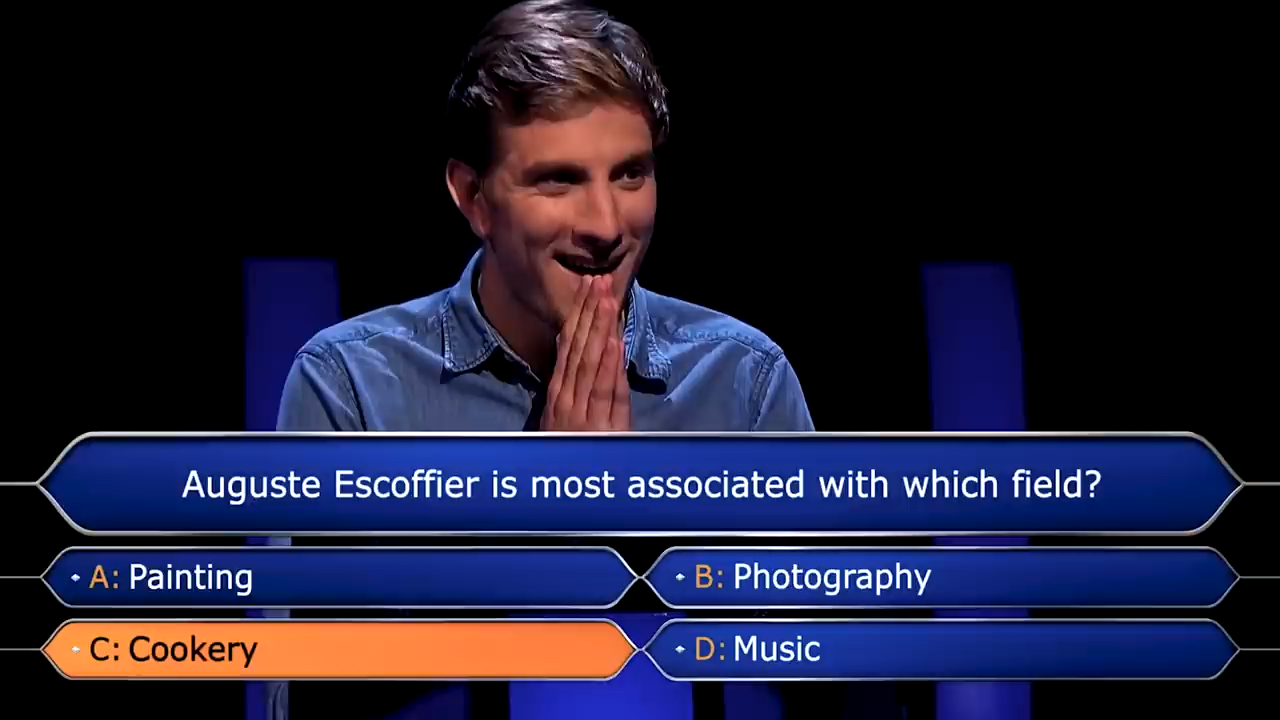 Auguste Escoffier is most associated with which field?
A: Painting
B: Photography
C: Cookery
D: Music